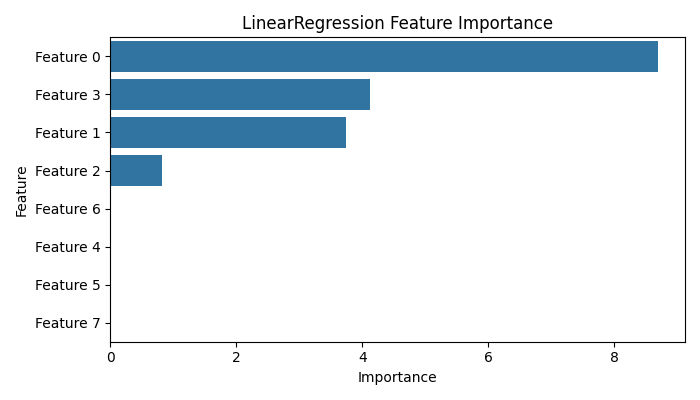 LinearRegression Feature Importance
Feature 0
Feature 3
Feature 1
Feature 2
Feature 6
Feature 4
Feature 5
Feature 7
Feature
0 2 4 6 8
Importance